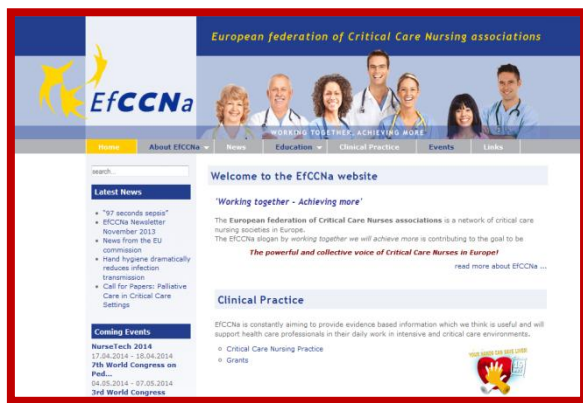 European federation of Critical Care Nursing associations
EfCCNa
WORKING TOGETHER, ACHIEVING MORE
Home About EfCCNa News Education Clinical Practice Events Links
search...
Latest News
"97 seconds sepsis"
EfCCNa Newsletter
November 2013
News from the EU
commission
Hand hygiene dramatically
reduces infection
transmission
Call for Papers: Palliative
Care in Critical Care
Settings
Coming Events
NurseTech 2014
17.04.2014 - 18.04.2014
7th World Congress on
Ped...
04.05.2014 - 07.05.2014
3rd World Congress
Welcome to the EfCCNa website
'Working together - Achieving more'
The European federation of Critical Care Nurses associations is a network of critical care
nursing societies in Europe.
The EfCCNa slogan by working together we will achieve more is contributing to the goal to be
The powerful and collective voice of Critical Care Nurses in Europe!
read more about EfCCNa ...
Clinical Practice
EfCCNa is constantly aiming to provide evidence based information which we think is useful and will
support health care professionals in their daily work in intensive and critical care environments.
Critical Care Nursing Practice
Grants
YOUR HANDS CAN SAVE LIVES!